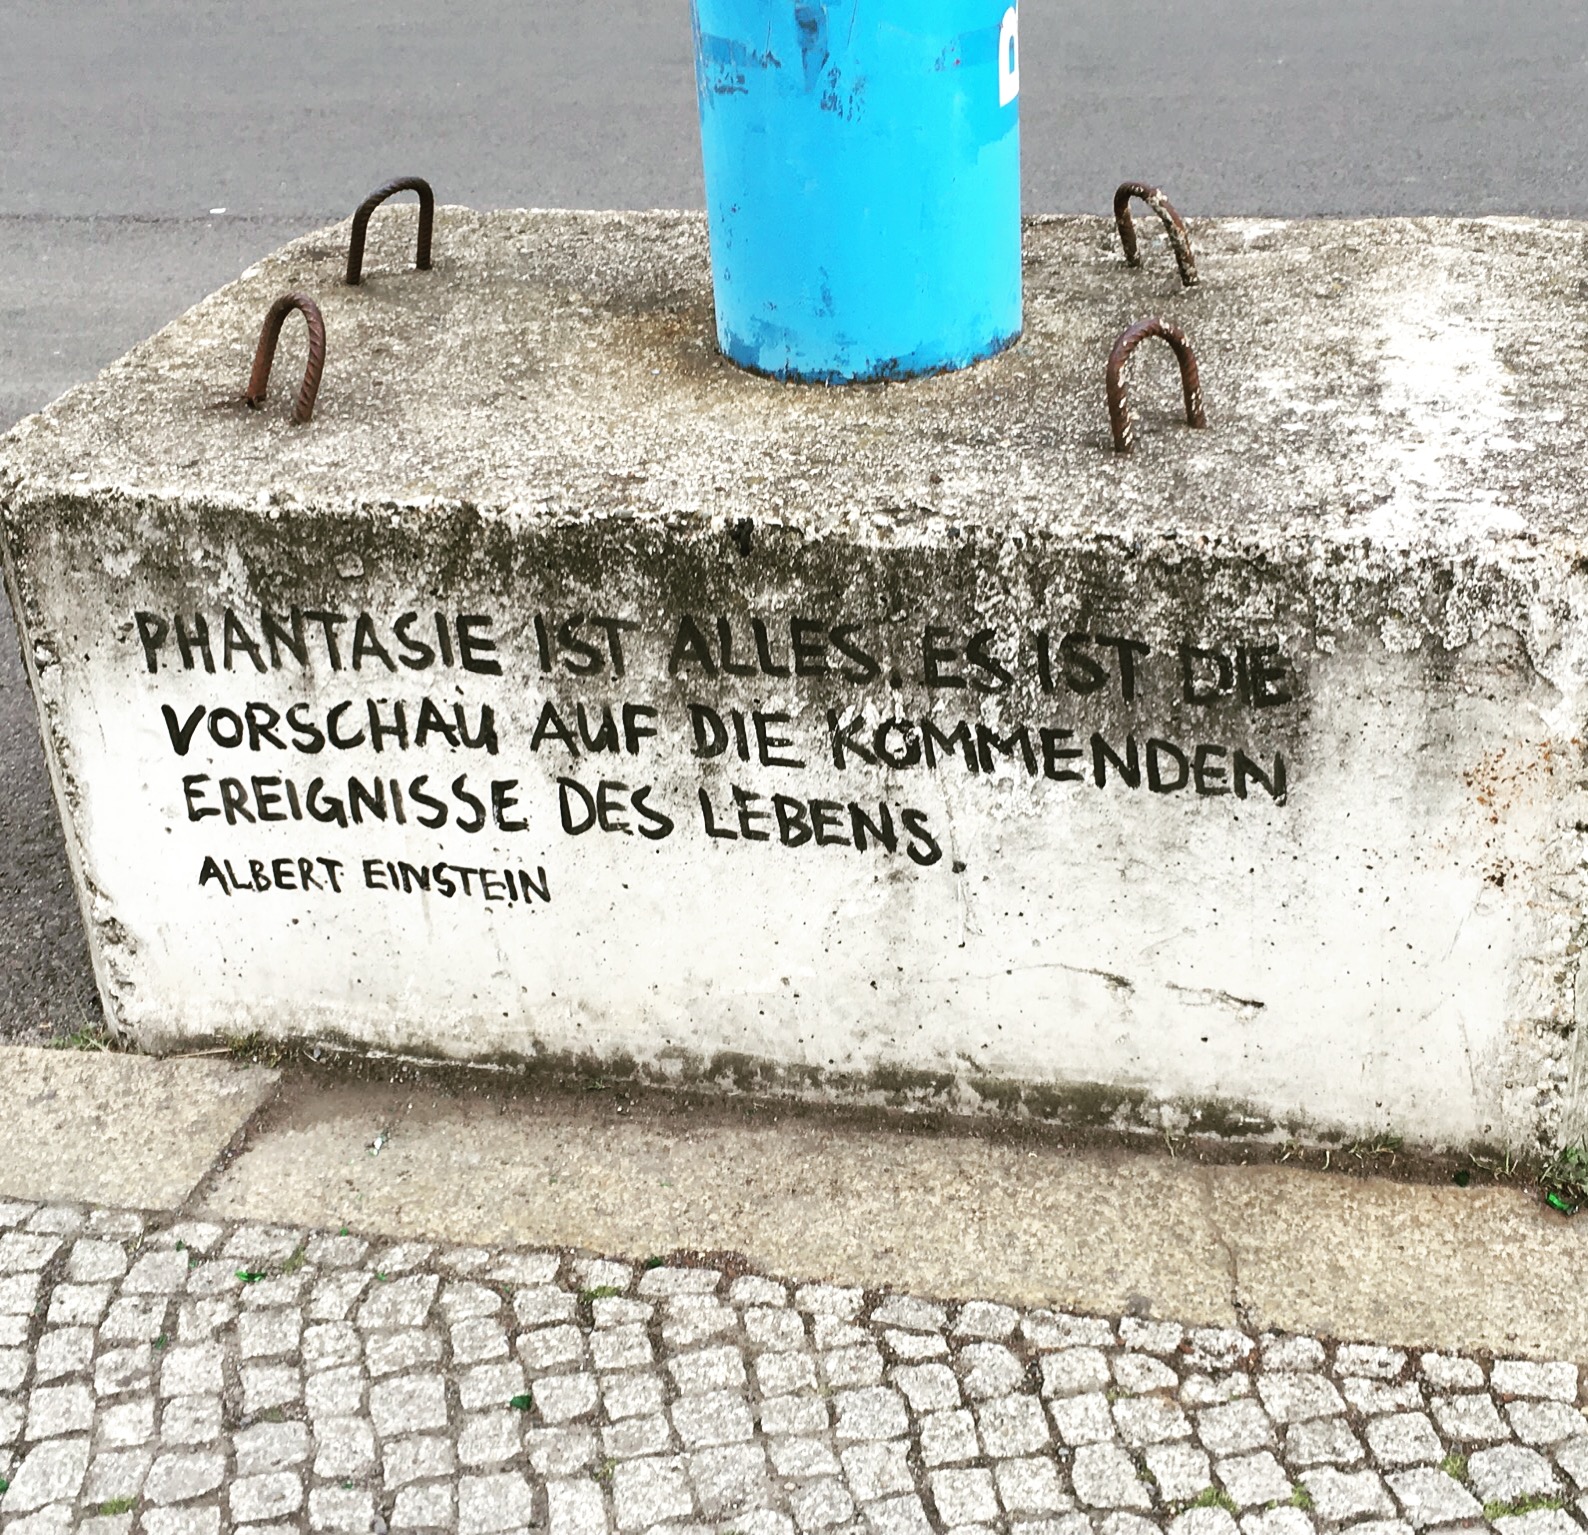 PHANTASIE IST ALLES. ES IST DIE
VORSCHAU AUF DIE KOMMENDEN
EREIGNISSE DES LEBENS.
ALBERT EINSTEIN